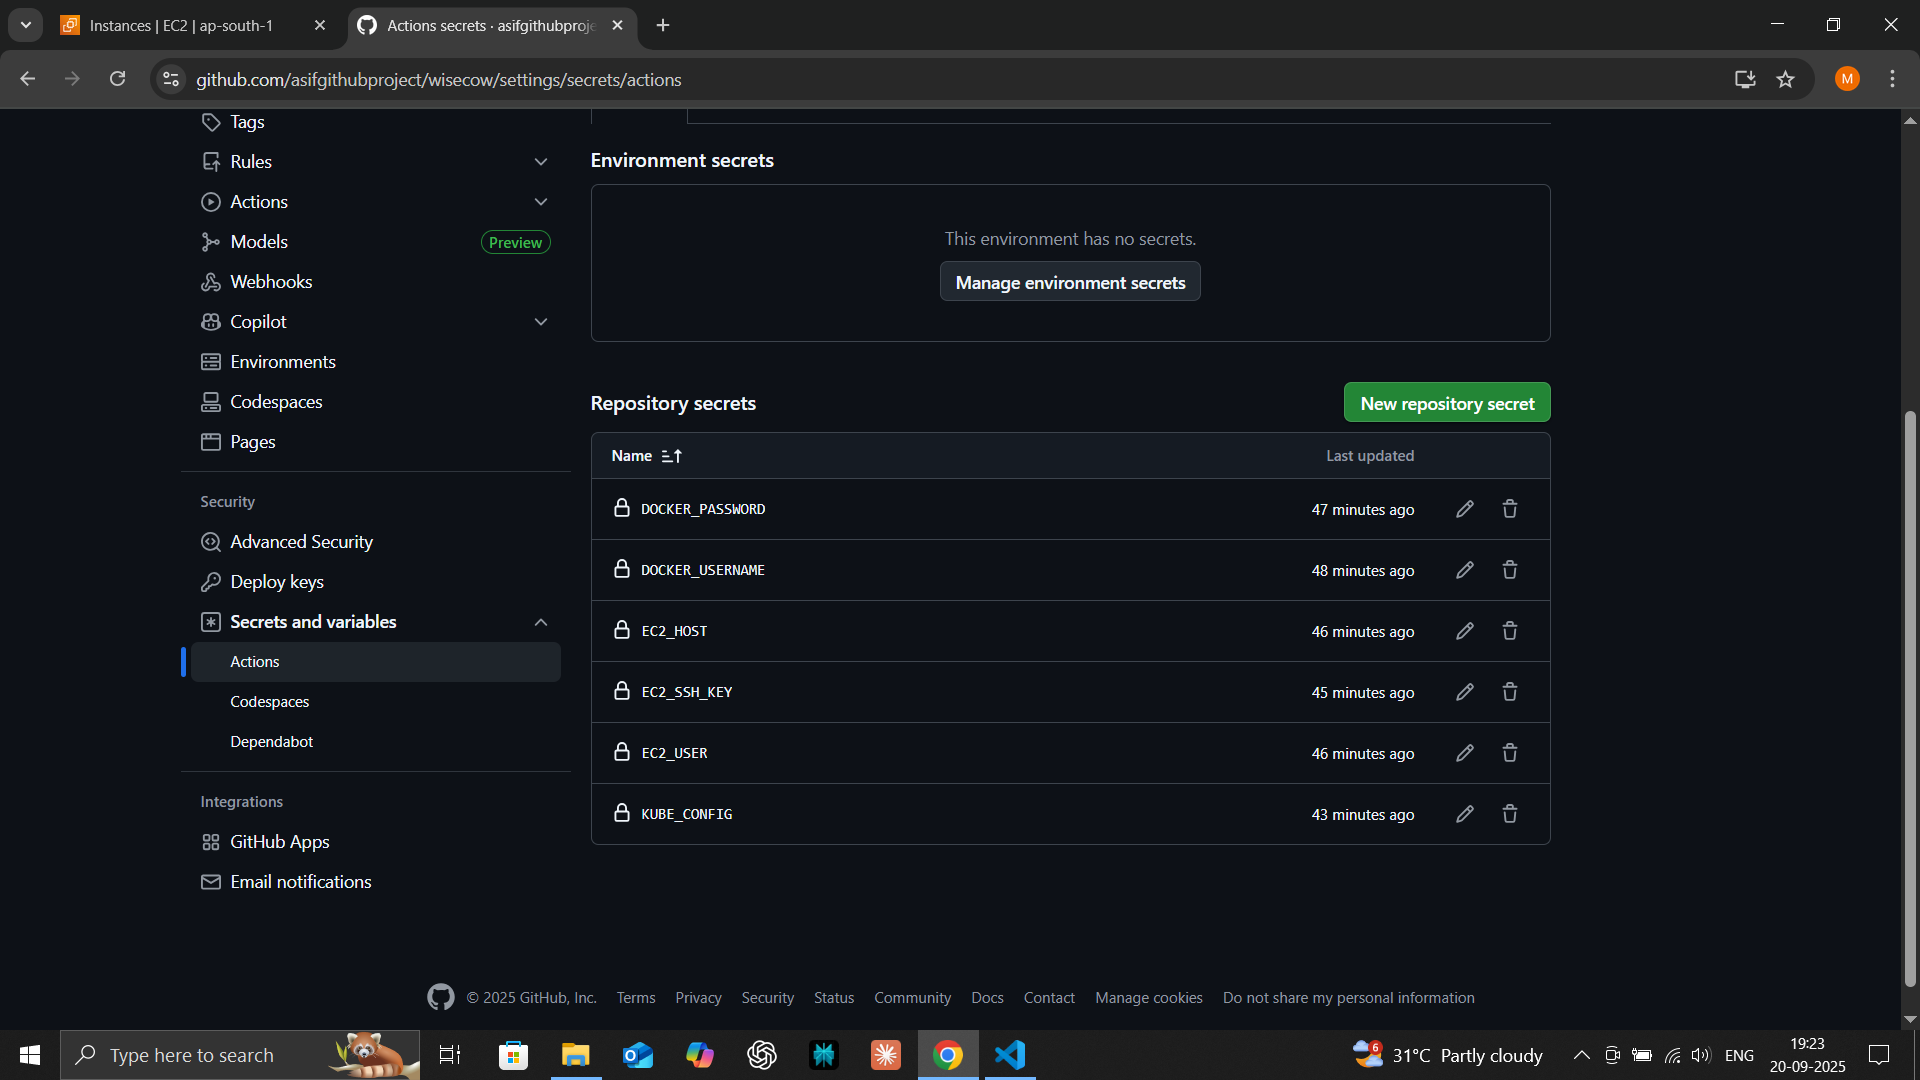 Instances | EC2 | ap-south-1
Actions secrets · asifgithubproje
github.com/asifgithubproject/wisecow/settings/secrets/actions
M
Tags
Rules
Actions
Models
Preview
Webhooks
Copilot
Environments
Codespaces
Pages
Security
Advanced Security
Deploy keys
Secrets and variables
Actions
Codespaces
Dependabot
Integrations
GitHub Apps
Email notifications
Environment secrets
This environment has no secrets.
Manage environment secrets
Repository secrets
New repository secret
Name
Last updated
DOCKER_PASSWORD
47 minutes ago
DOCKER_USERNAME
48 minutes ago
EC2_HOST
46 minutes ago
EC2_SSH_KEY
45 minutes ago
EC2_USER
46 minutes ago
KUBE_CONFIG
43 minutes ago
© 2025 GitHub, Inc.
Terms
Privacy
Security
Status
Community
Docs
Contact
Manage cookies
Do not share my personal information
Type here to search
6
31°C Partly cloudy
ENG
19:23
20-09-2025